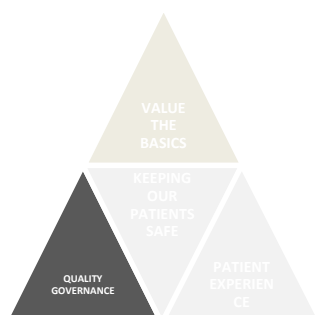 VALUE
THE
BASICS
KEEPING
OUR
PATIENTS
SAFE
QUALITY
GOVERNANCE
PATIENT
EXPERIEN
CE